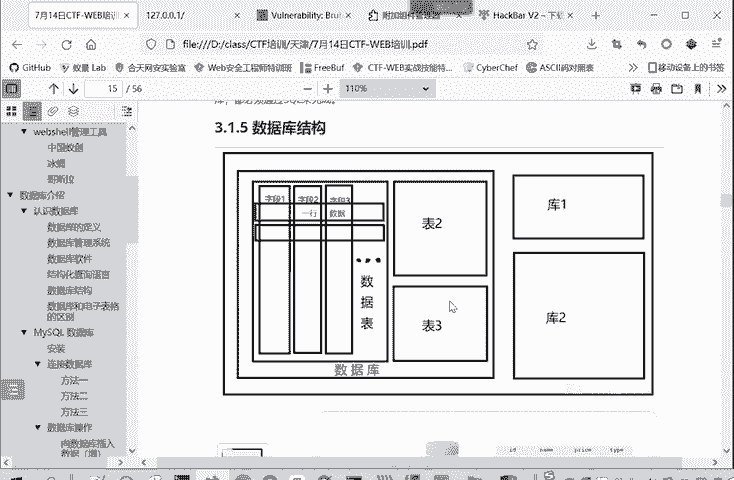 7月14日CTF-WEB培训.pdf
127.0.0.1/
Vulnerability: Bru
附加组件管理器
HackBar V2 – 下载
file:///D:/class/CTF培训/天津/7月14日CTF-WEB培训.pdf
GitHub
蚁景 Lab
合天网安实验室
Web安全工程师特训班
FreeBuf
CTF-WEB实战技能特...
CyberChef
ASCII码对照表
移动设备上的书签
15 / 56
110%
webshell管理工具
中国蚁剑
冰蝎
哥斯拉
数据库介绍
认识数据库
数据库的定义
数据库管理系统
数据库软件
结构化查询语言
数据库结构
数据库和电子表格
的区别
MySQL 数据库
安装
连接数据库
方法一
方法二
方法三
数据库操作
向数据库插入
数据（增）
3.1.5 数据库结构
字段1
字段2
字段3
一行
数据
数
据
表
表2
表3
数据库
库1
库2
id name price type